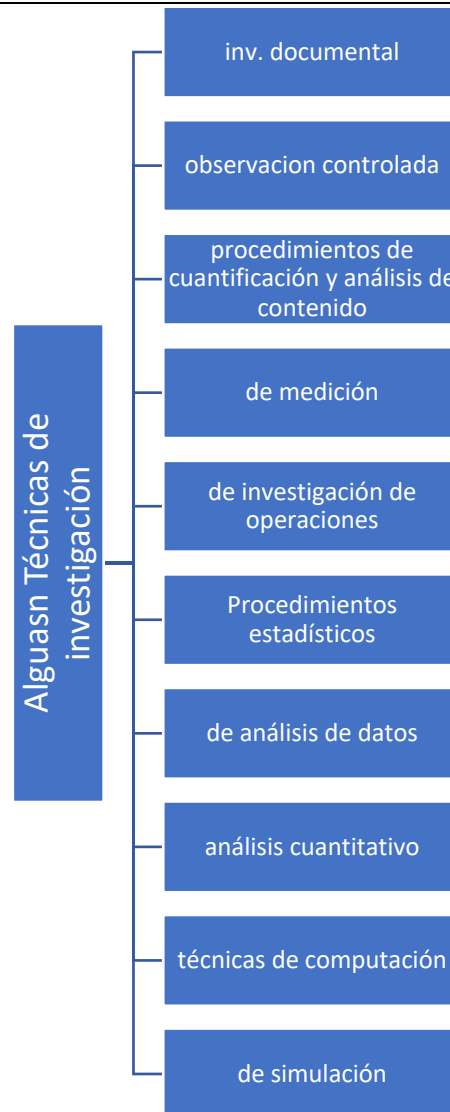 Alguasn Técnicas de
investigación
inv. documental
observacion controlada
procedimientos de
cuantificación y análisis de
contenido
de medición
de investigación de
operaciones
Procedimientos
estadísticos
de análisis de datos
análisis cuantitativo
técnicas de computación
de simulación